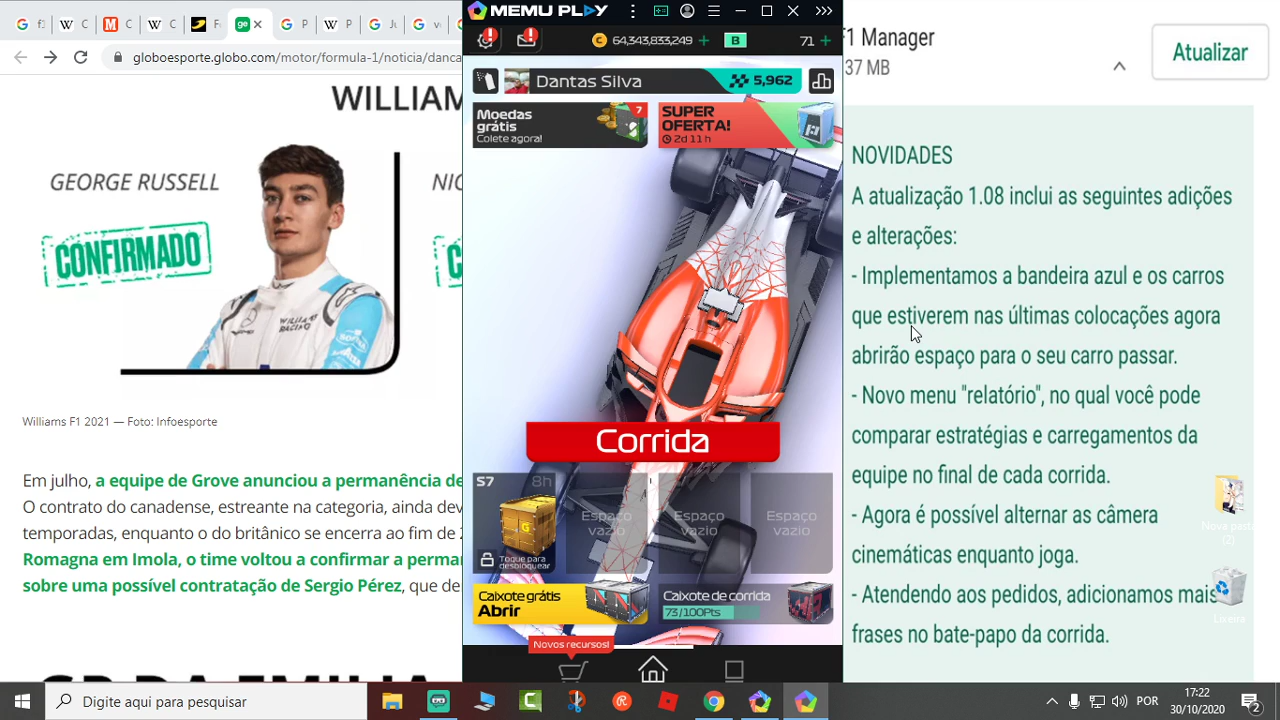 globoesporte.globo.com/motor/formula-1/noticia/danca
WILLIAM
GEORGE RUSSELL
NIC
CONFIRMADO
WILLIAMS
RACING
Williams F1 2021 — Foto: Infoesporte
Em julho, a equipe de Grove anunciou a permanência de
O contrato do canadense, estreante na categoria, ainda dev
temporadas, enquanto o do britânico se encerra ao fim de 2
Romagna em Imola, o time voltou a confirmar a perma
sobre uma possível contratação de Sergio Pérez, que de
MEMU PLAY
64,343,833,249
B
71
Dantas Silva
5,962
Moedas
grátis
Colete agora!
7
SUPER
OFERTA!
2d 11 h
Corrida
S7
8h
Toque para
desbloquear
Espaço
vazio
Espaço
vazio
Espaço
vazio
Caixote grátis
Abrir
Caixote de corrida
73/100Pts
Novos recursos!
F1 Manager
37 MB
Atualizar
NOVIDADES
A atualização 1.08 inclui as seguintes adições
e alterações:
- Implementamos a bandeira azul e os carros
que estiverem nas últimas colocações agora
abrirão espaço para o seu carro passar.
- Novo menu "relatório", no qual você pode
comparar estratégias e carregamentos da
equipe no final de cada corrida.
- Agora é possível alternar as câmera
cinemáticas enquanto joga.
- Atendendo aos pedidos, adicionamos mais
frases no bate-papo da corrida.
Nova pasta
(2)
Lixeira
Digite aqui para pesquisar
POR
17:22
30/10/2020
2